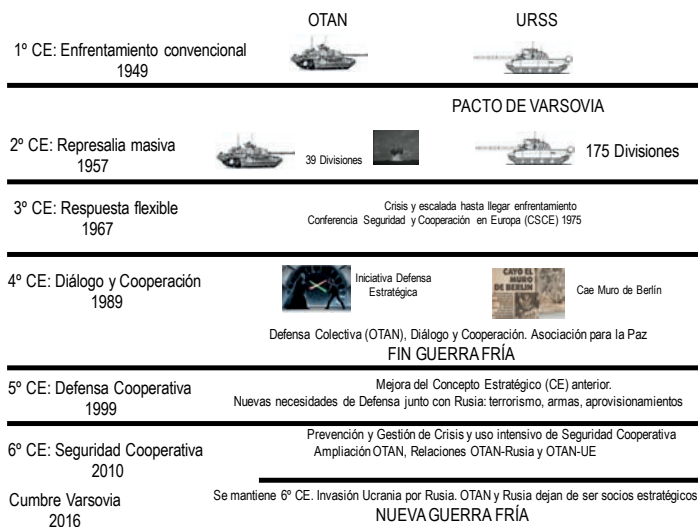 OTAN URSS
1º CE: Enfrentamiento convencional
1949
PACTO DE VARSOVIA
2º CE: Represalia masiva
1957
39 Divisiones
175 Divisiones
3º CE: Respuesta flexible
1967
Crisis y escalada hasta llegar enfrentamiento
Conferencia Seguridad y Cooperación en Europa (CSCE) 1975
4º CE: Diálogo y Cooperación
1989
Iniciativa Defensa
Estratégica
CAYO EL
MURO
DE BERLIN
Cae Muro de Berlín
Defensa Colectiva (OTAN), Diálogo y Cooperación. Asociación para la Paz
FIN GUERRA FRÍA
5º CE: Defensa Cooperativa
1999
Mejora del Concepto Estratégico (CE) anterior.
Nuevas necesidades de Defensa junto con Rusia: terrorismo, armas, aprovisionamientos
6º CE: Seguridad Cooperativa
2010
Prevención y Gestión de Crisis y uso intensivo de Seguridad Cooperativa
Ampliación OTAN, Relaciones OTAN-Rusia y OTAN-UE
Cumbre Varsovia
2016
Se mantiene 6º CE. Invasión Ucrania por Rusia. OTAN y Rusia dejan de ser socios estratégicos
NUEVA GUERRA FRÍA